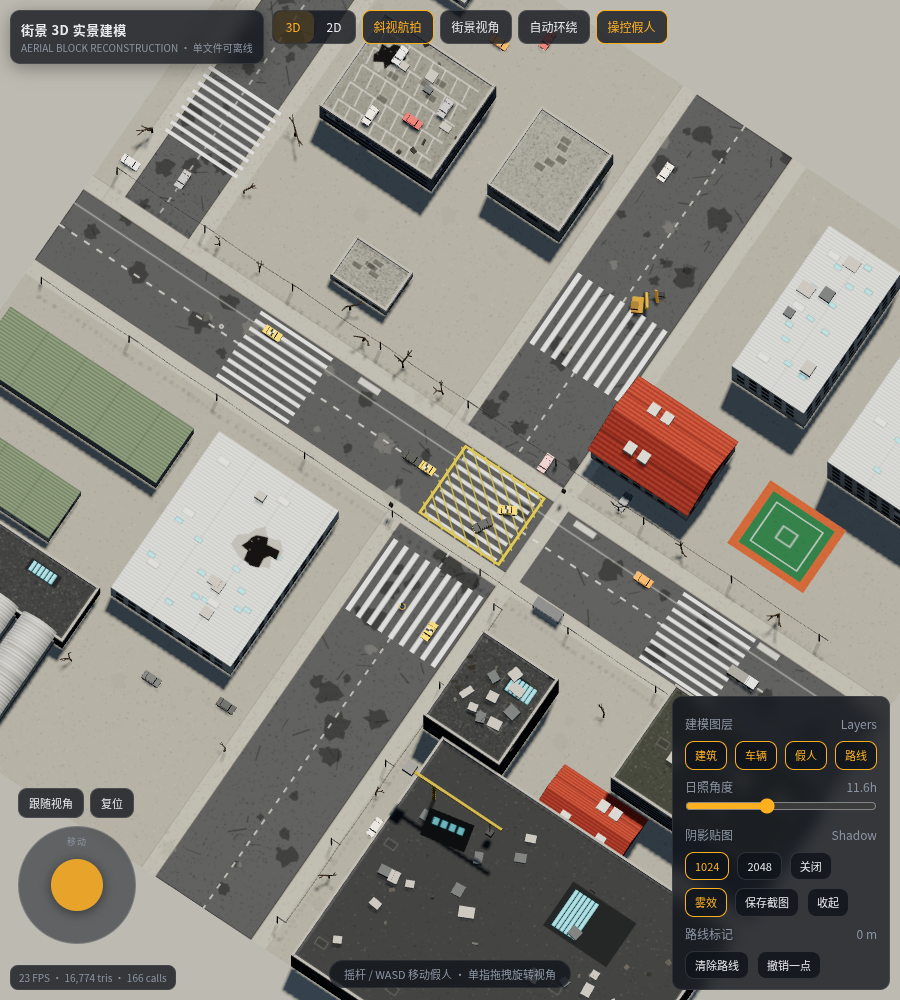 街景 3D 实景建模
AERIAL BLOCK RECONSTRUCTION · 单文件可离线
3D 2D 斜视航拍 街景视角 自动环绕 操控假人
建模图层 Layers
建筑 车辆 假人 路线
日照角度 11.6h
阴影贴图 Shadow
1024 2048 关闭
雾效 保存截图 收起
路线标记 0 m
清除路线 撤销一点
跟随视角 复位
移动
23 FPS · 16,774 tris · 166 calls
摇杆 / WASD 移动假人 · 单指拖拽旋转视角